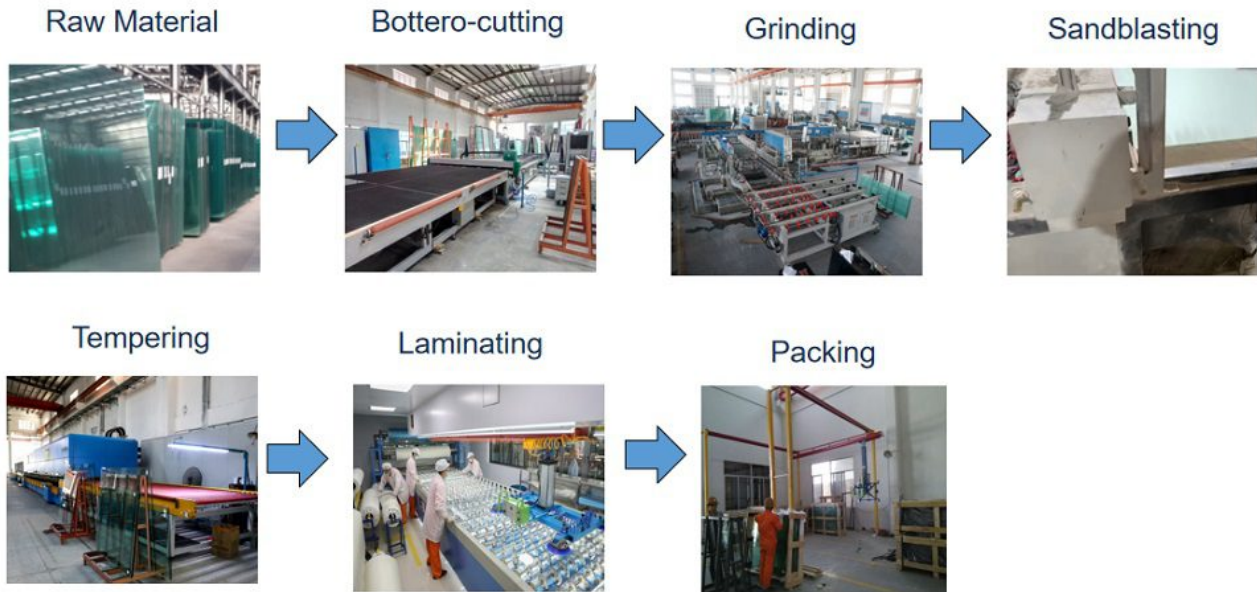 Raw Material
Bottero-cutting
Grinding
Sandblasting
Tempering
Laminating
Packing